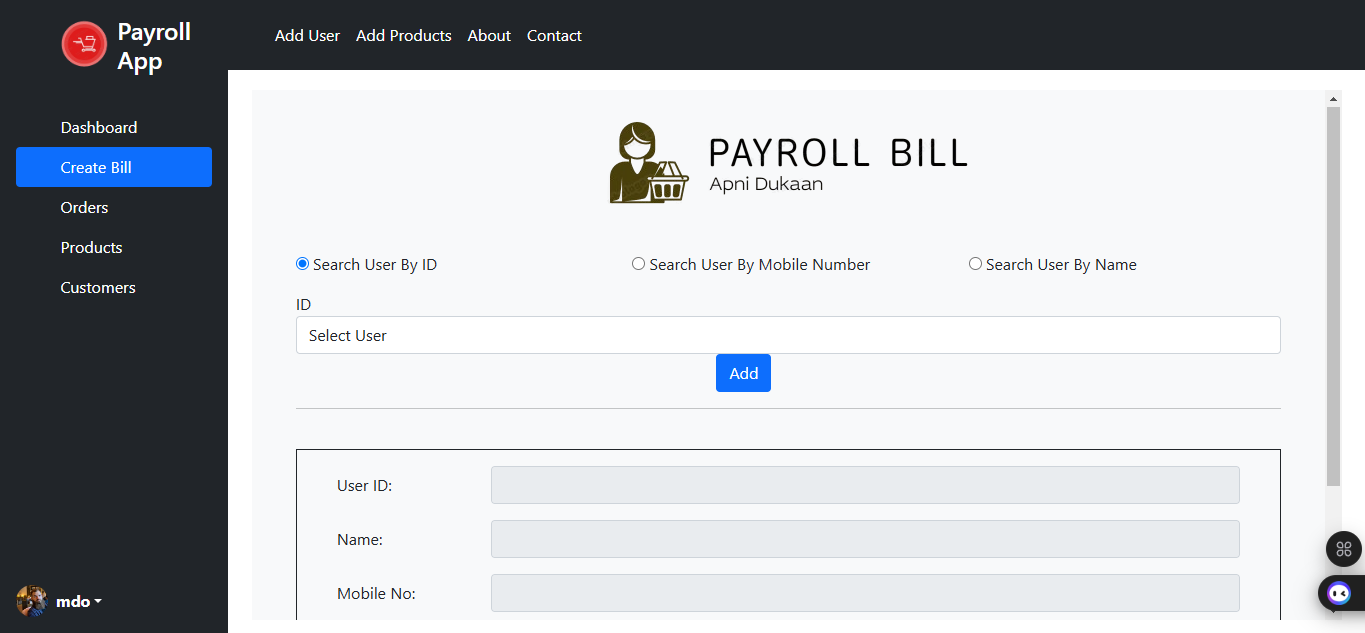 Payroll
App
Add User Add Products About Contact
Dashboard
Create Bill
Orders
Products
Customers
mdo
PAYROLL BILL
Apni Dukaan
Search User By ID Search User By Mobile Number Search User By Name
ID
Select User
Add
User ID:
Name:
Mobile No: